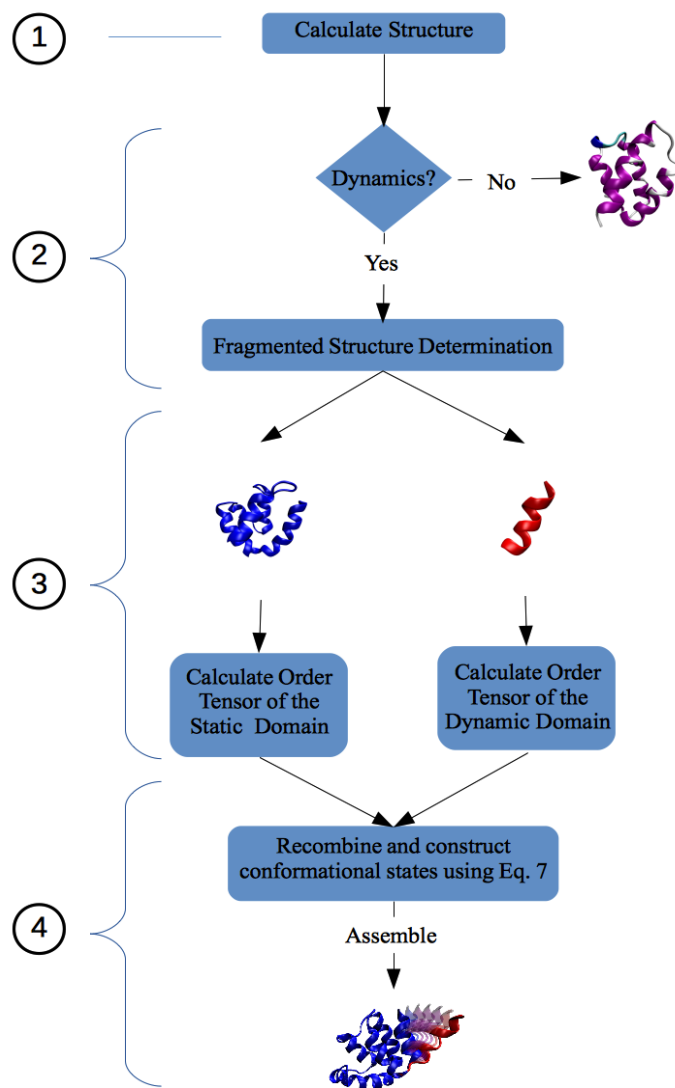 1
Calculate Structure
Dynamics?
No
2
Yes
Fragmented Structure Determination
3
Calculate Order
Tensor of the
Static Domain
Calculate Order
Tensor of the
Dynamic Domain
Recombine and construct
conformational states using Eq. 7
4
Assemble